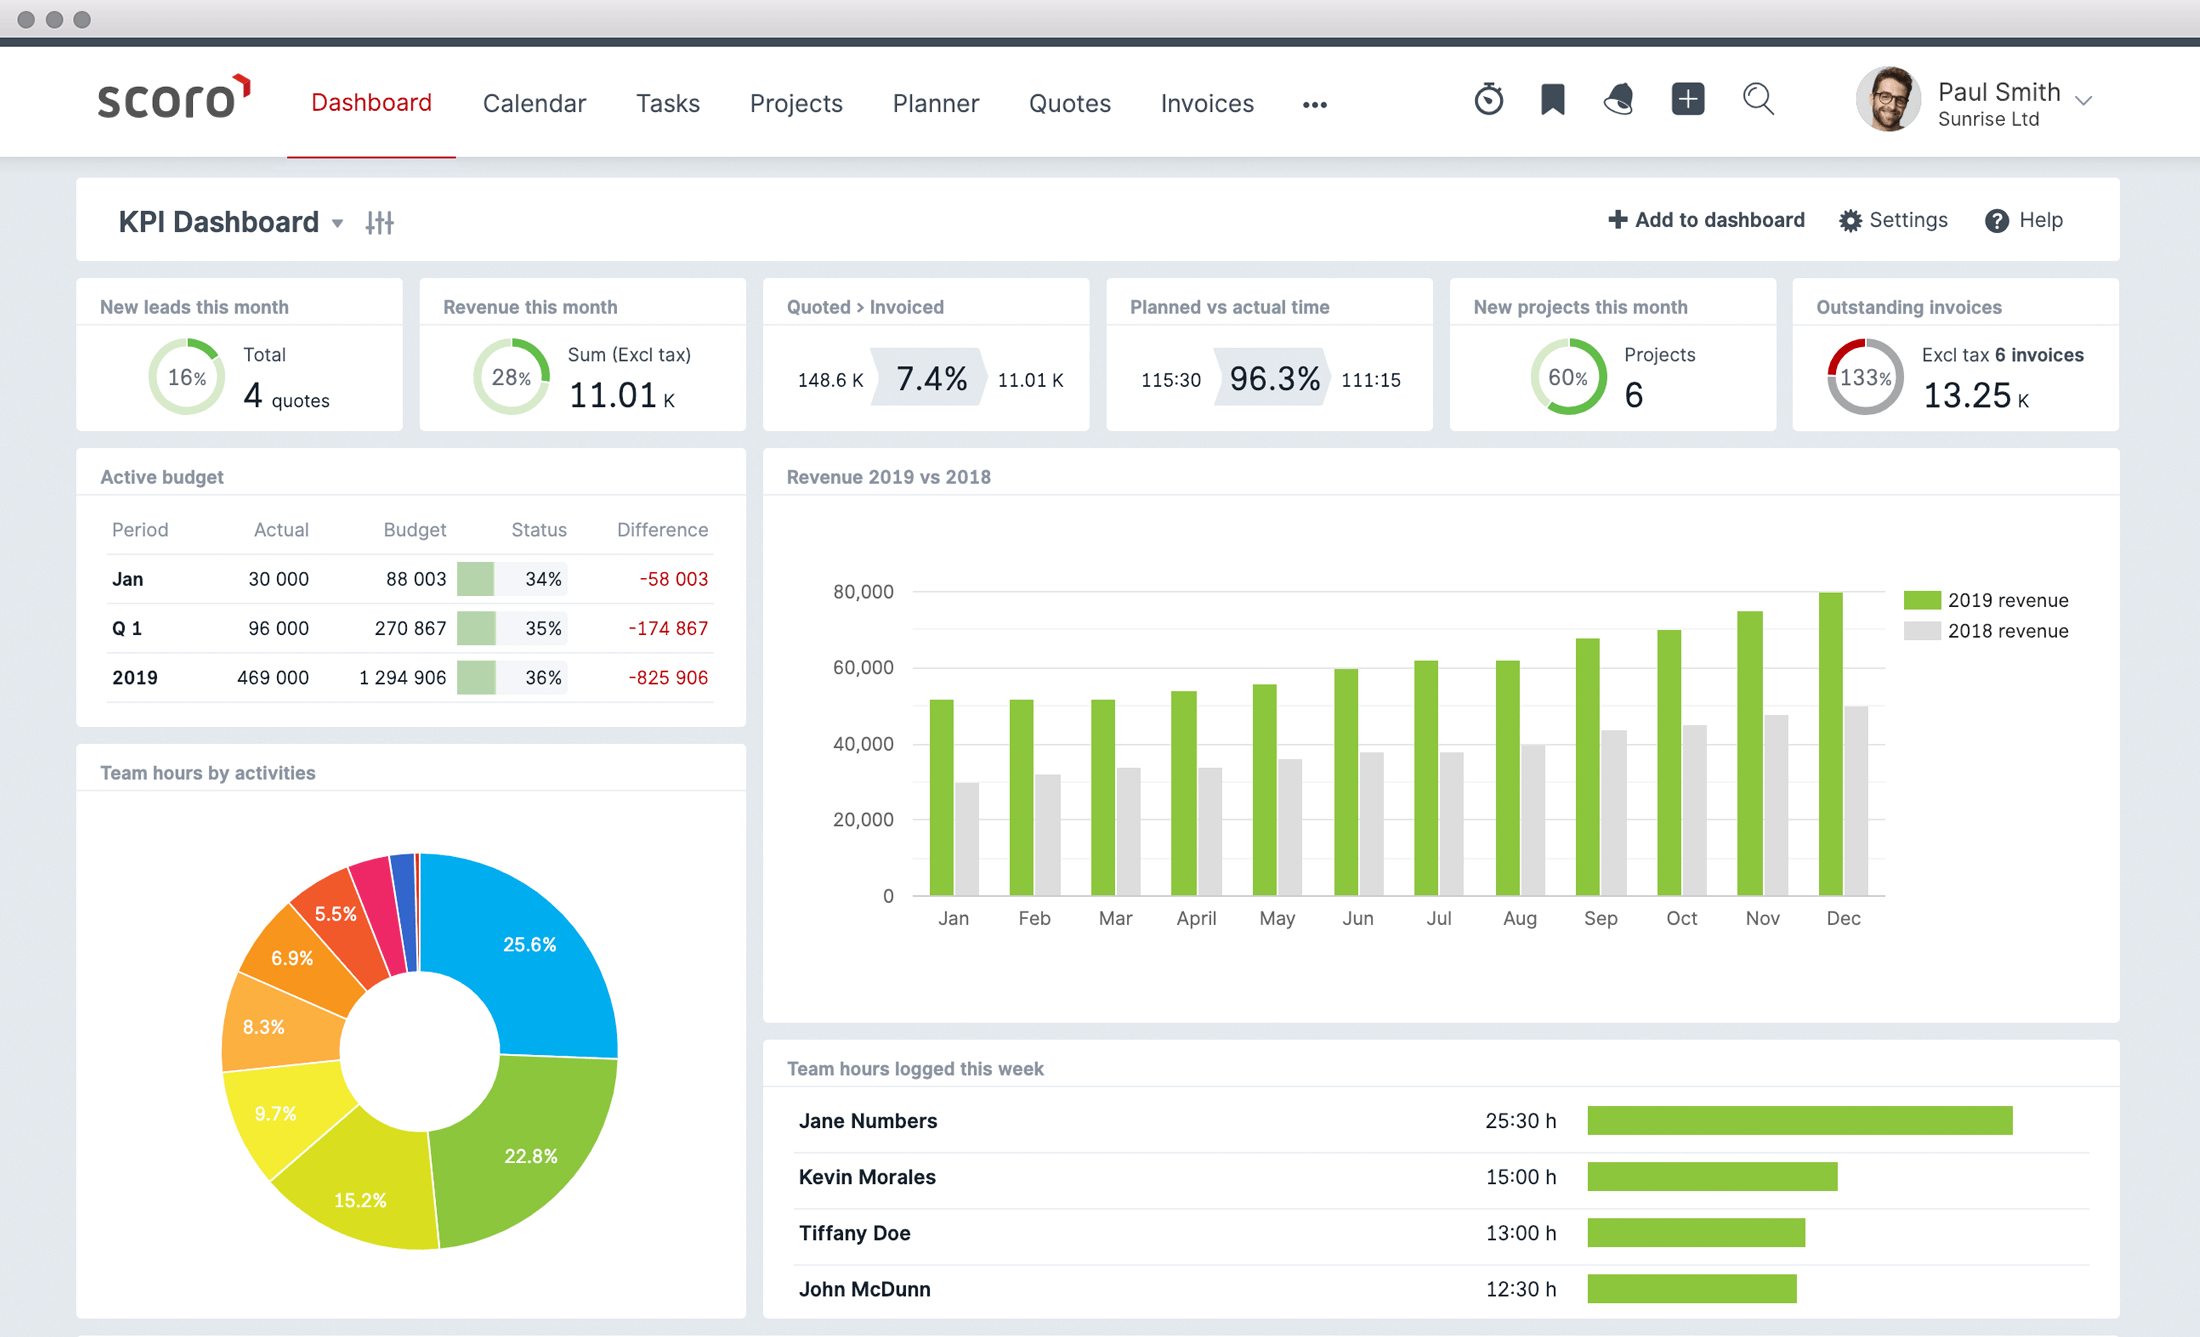 scoro
Dashboard Calendar Tasks Projects Planner Quotes Invoices •••
Paul Smith
Sunrise Ltd
KPI Dashboard
Add to dashboard Settings Help
New leads this month
16%
Total
4 quotes
Revenue this month
28%
Sum (Excl tax)
11.01 K
Quoted > Invoiced
148.6 K 7.4% 11.01 K
Planned vs actual time
115:30 96.3% 111:15
New projects this month
60%
Projects
6
Outstanding invoices
133%
Excl tax 6 invoices
13.25 K
Active budget
Period Actual Budget Status Difference
Jan 30 000 88 003 34% -58 003
Q 1 96 000 270 867 35% -174 867
2019 469 000 1 294 906 36% -825 906
Revenue 2019 vs 2018
80,000
60,000
40,000
20,000
0
Jan Feb Mar April May Jun Jul Aug Sep Oct Nov Dec
2019 revenue
2018 revenue
Team hours by activities
25.6%
22.8%
15.2%
9.7%
8.3%
6.9%
5.5%
Team hours logged this week
Jane Numbers 25:30 h
Kevin Morales 15:00 h
Tiffany Doe 13:00 h
John McDunn 12:30 h